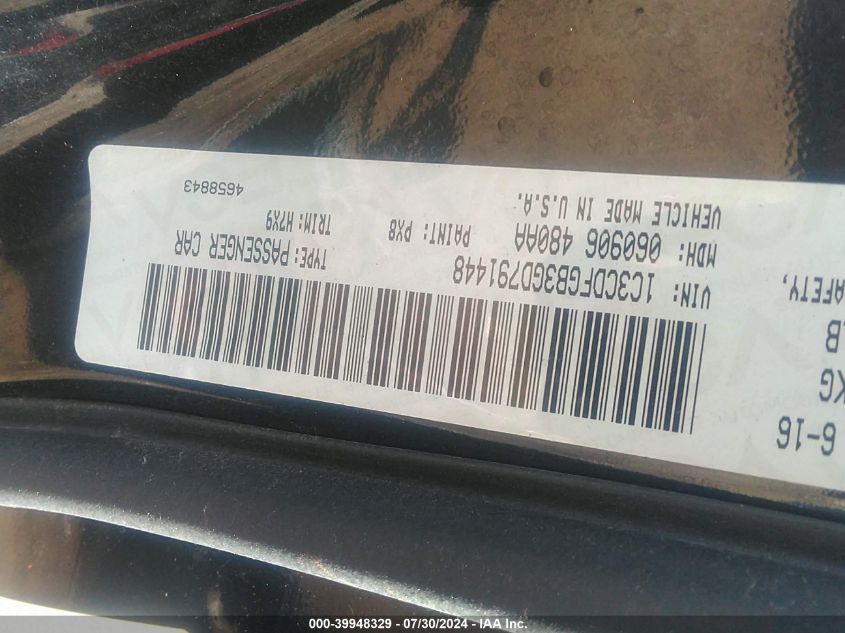 6-16
KG
LB
AFETY,
VIN: 1C3CDFGB3GD791448
TYPE: PASSENGER CAR
MDH: 060906 480AA
PAINT: PX8
TRIM: H7X9
VEHICLE MADE IN U.S.A.
4658843
000-39948329 / 07/30/2024 - IAA Inc.